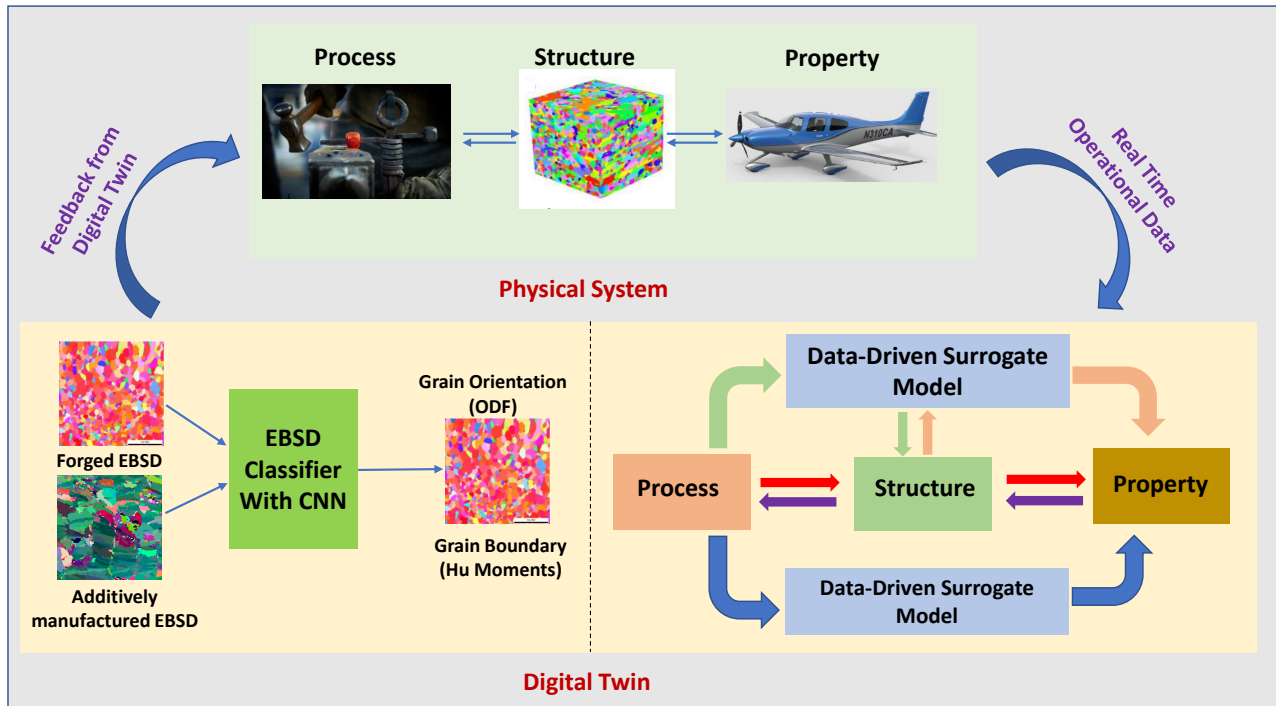 Process
Structure
Property
N310CA
Feedback from
Digital Twin
Real Time
Operational Data
Physical System
Forged EBSD
Additively
manufactured EBSD
EBSD
Classifier
With CNN
Grain Orientation
(ODF)
Grain Boundary
(Hu Moments)
Data-Driven Surrogate
Model
Process
Structure
Property
Data-Driven Surrogate
Model
Digital Twin